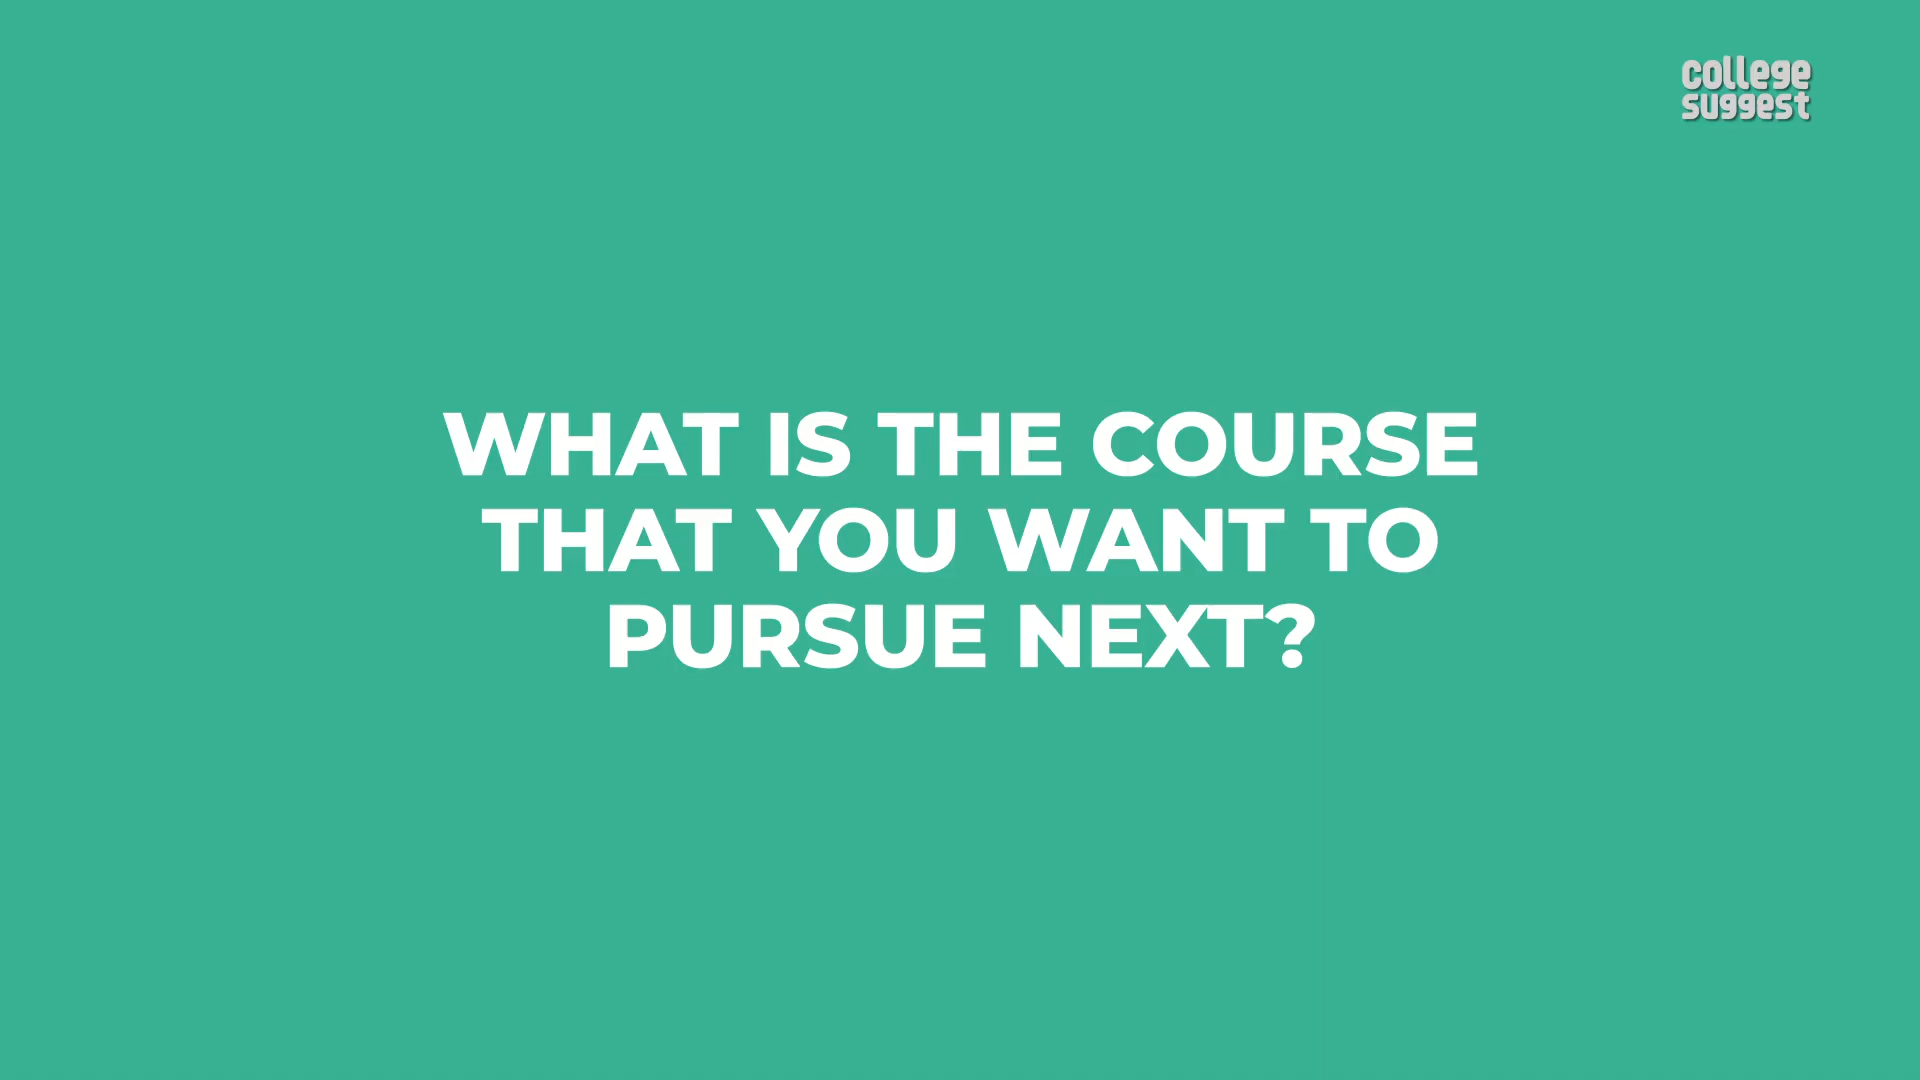 college
suggest
WHAT IS THE COURSE
THAT YOU WANT TO
PURSUE NEXT?